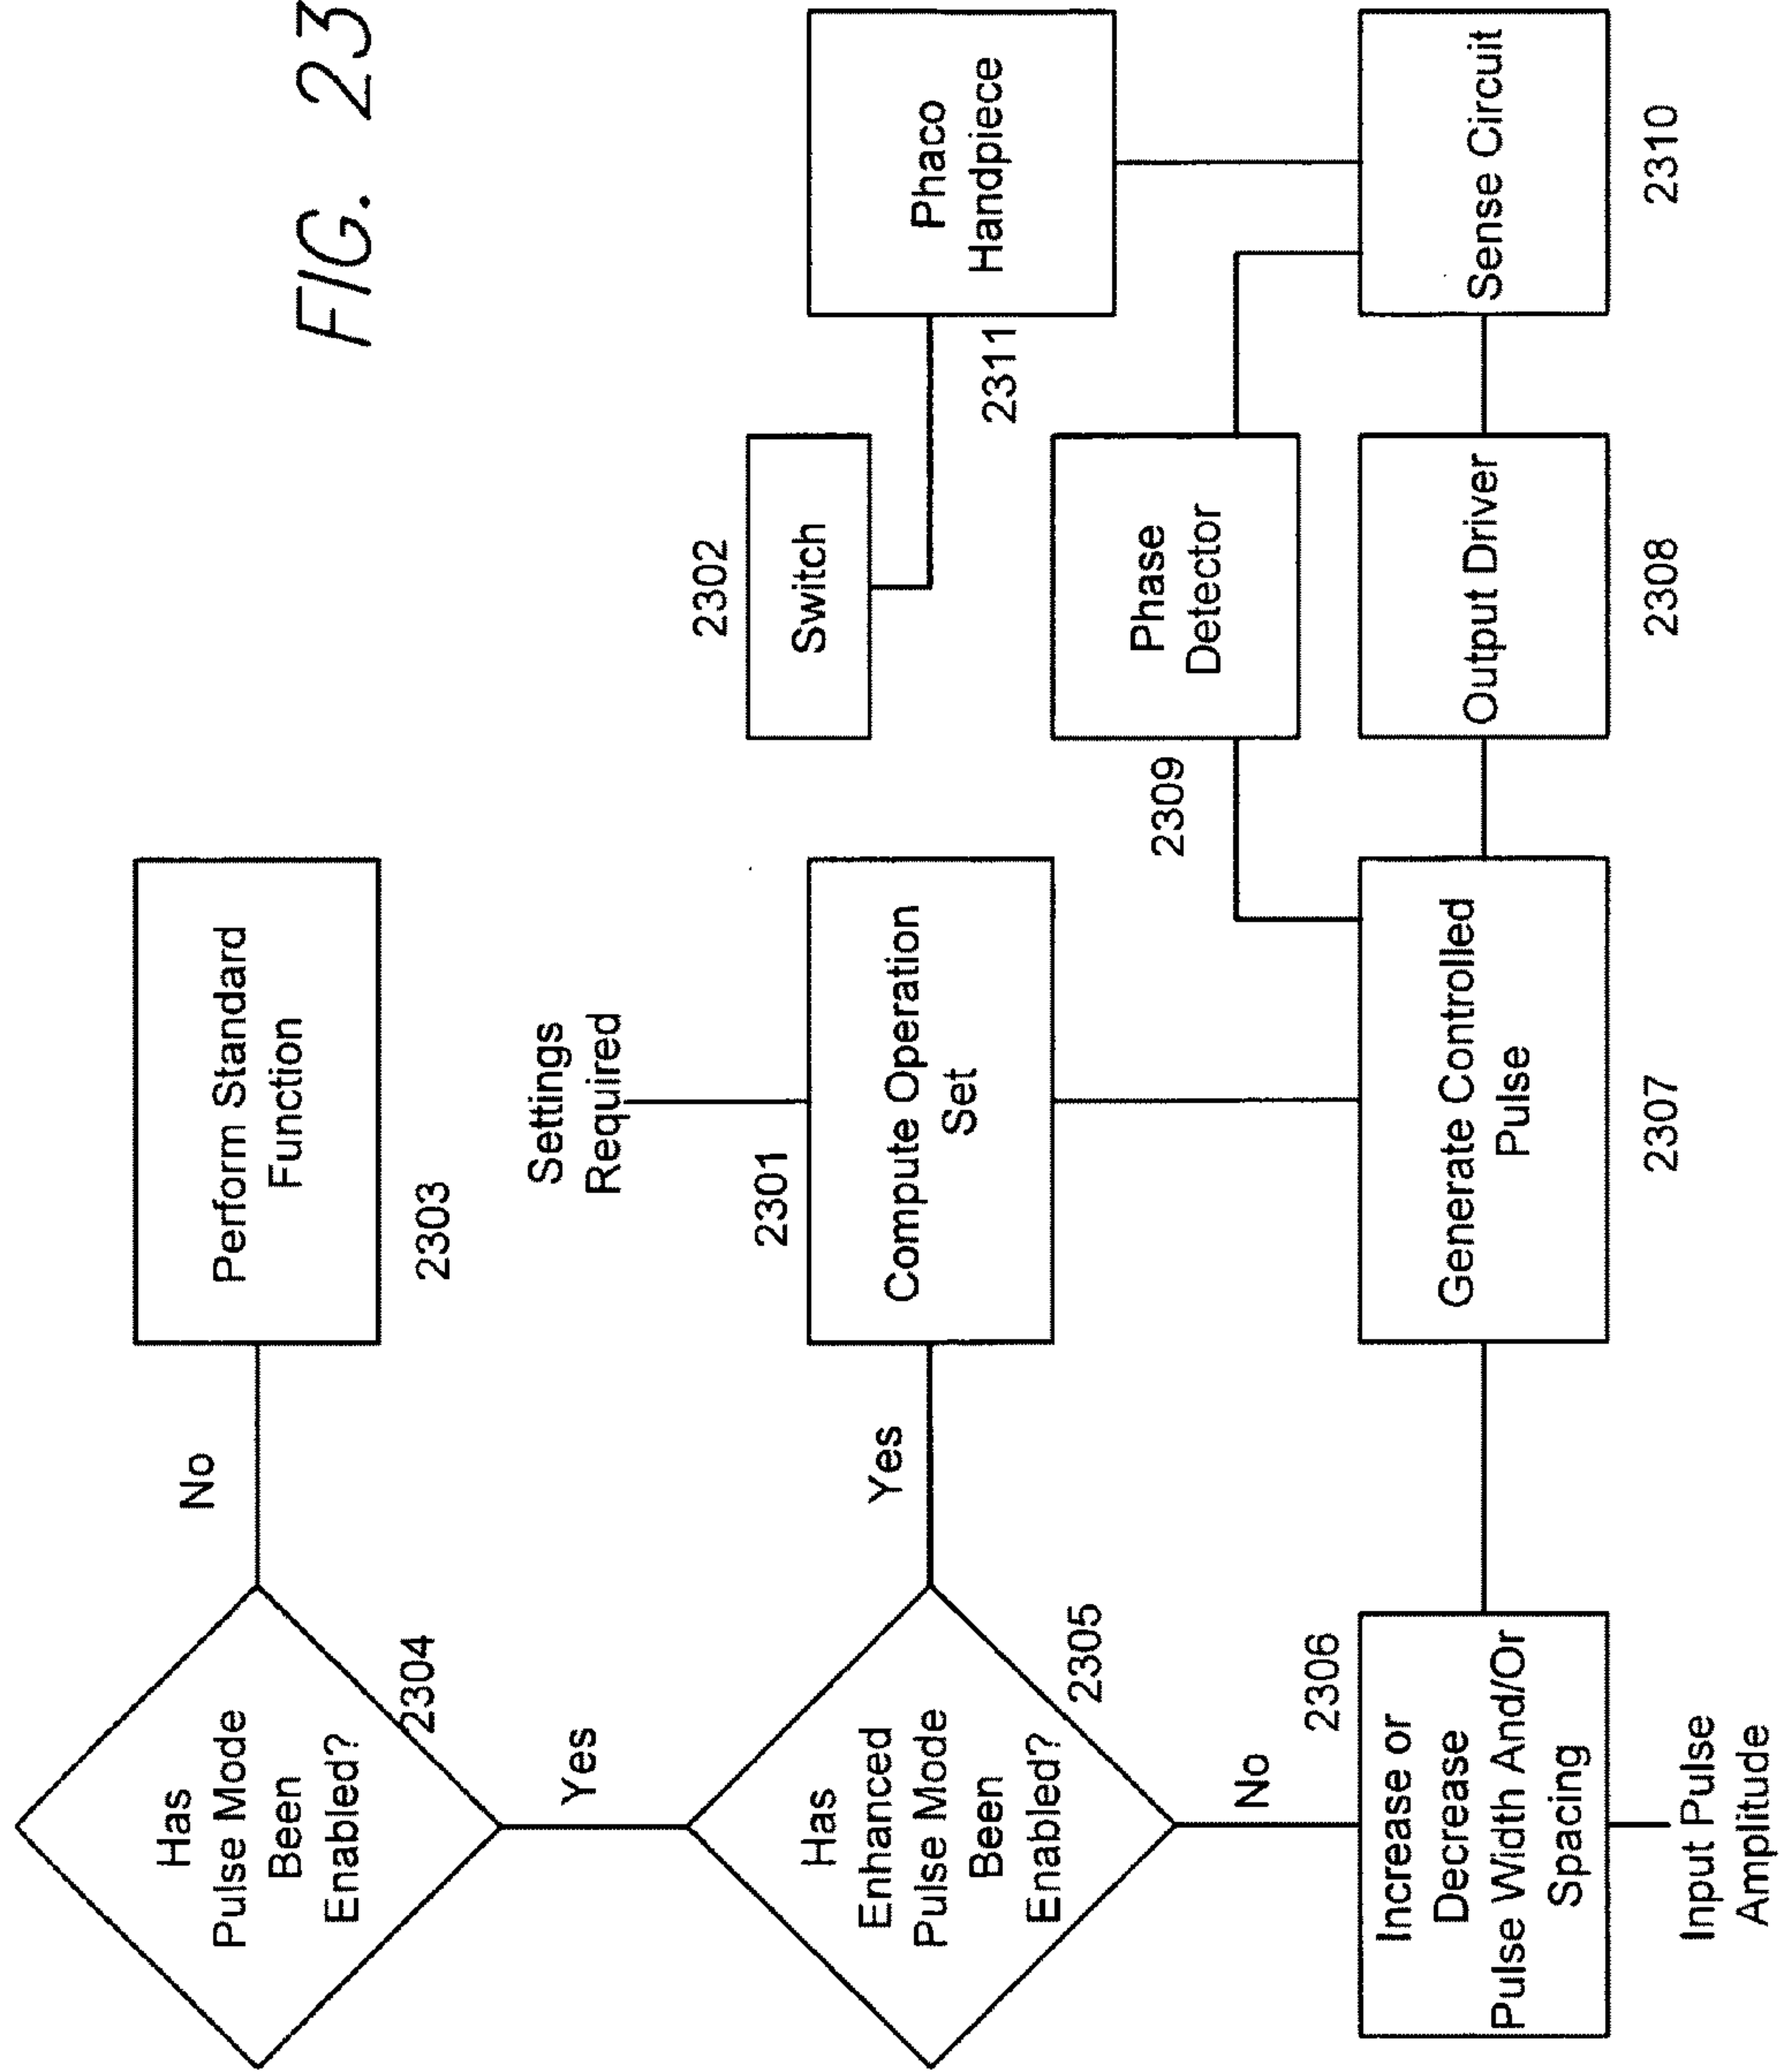 FIG. 23
Has
Pulse Mode
Been
Enabled?
2304
No
Perform Standard
Function
2303
Yes
Has
Enhanced
Pulse Mode
Been
Enabled?
2305
Yes
Settings
Required
2301
Compute Operation
Set
2302
Switch
Phaco
Handpiece
2311
No
2306
Increase or
Decrease
Pulse Width And/Or
Spacing
Input Pulse
Amplitude
Generate Controlled
Pulse
2307
2309
Phase
Detector
Output Driver
2308
Sense Circuit
2310